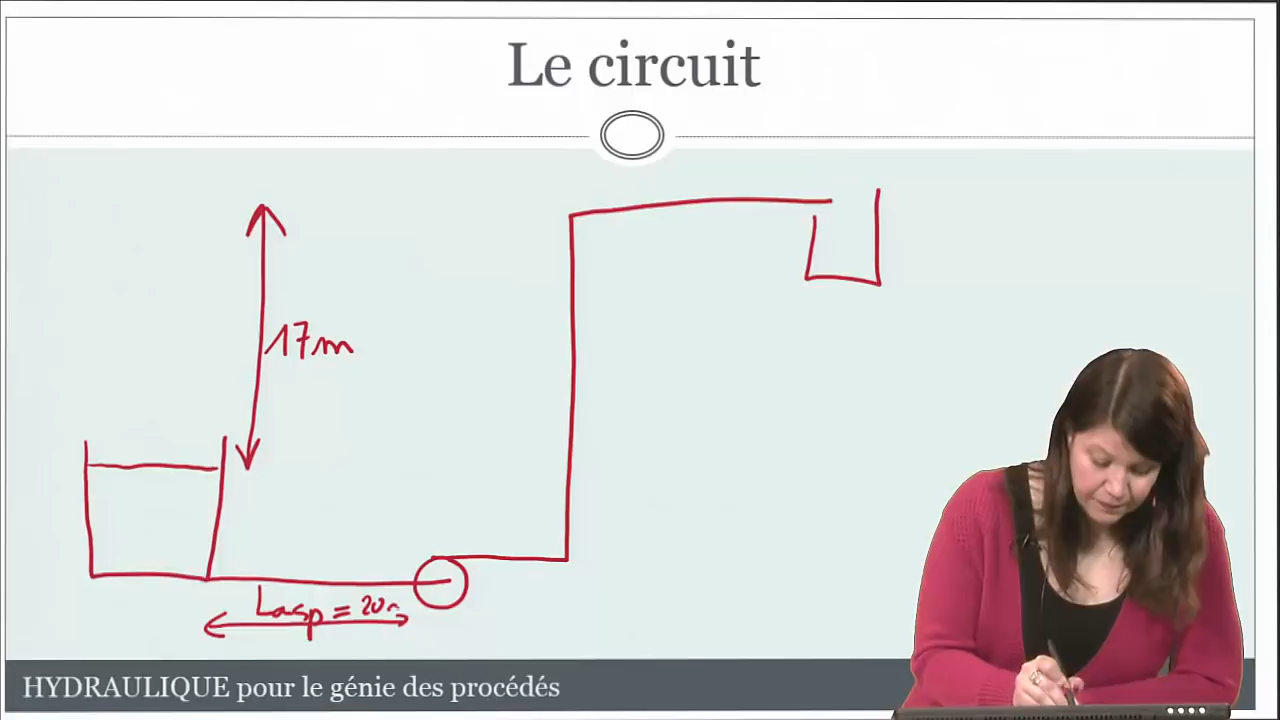 Le circuit
17m
Lasp = 20m
HYDRAULIQUE pour le génie des procédés